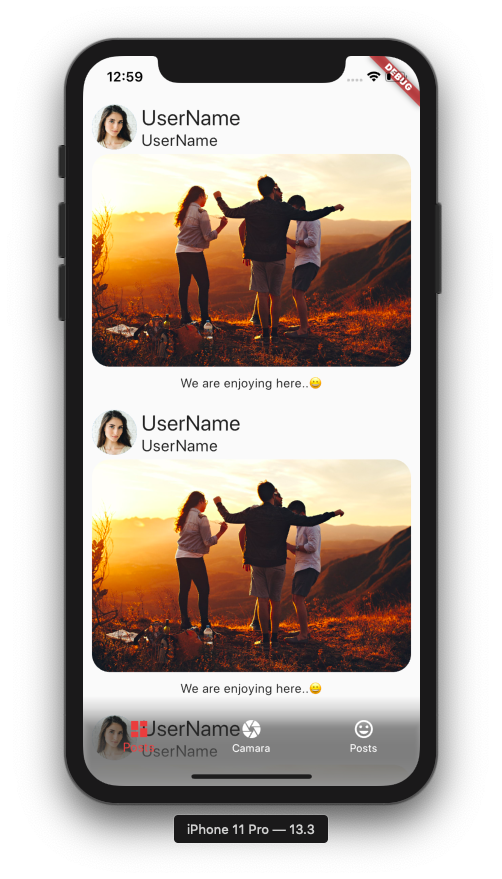 12:59
DEBUG
UserName
UserName
We are enjoying here..😀
UserName
UserName
We are enjoying here..😀
UserName
UserName
Posts
Camara
Posts
iPhone 11 Pro — 13.3